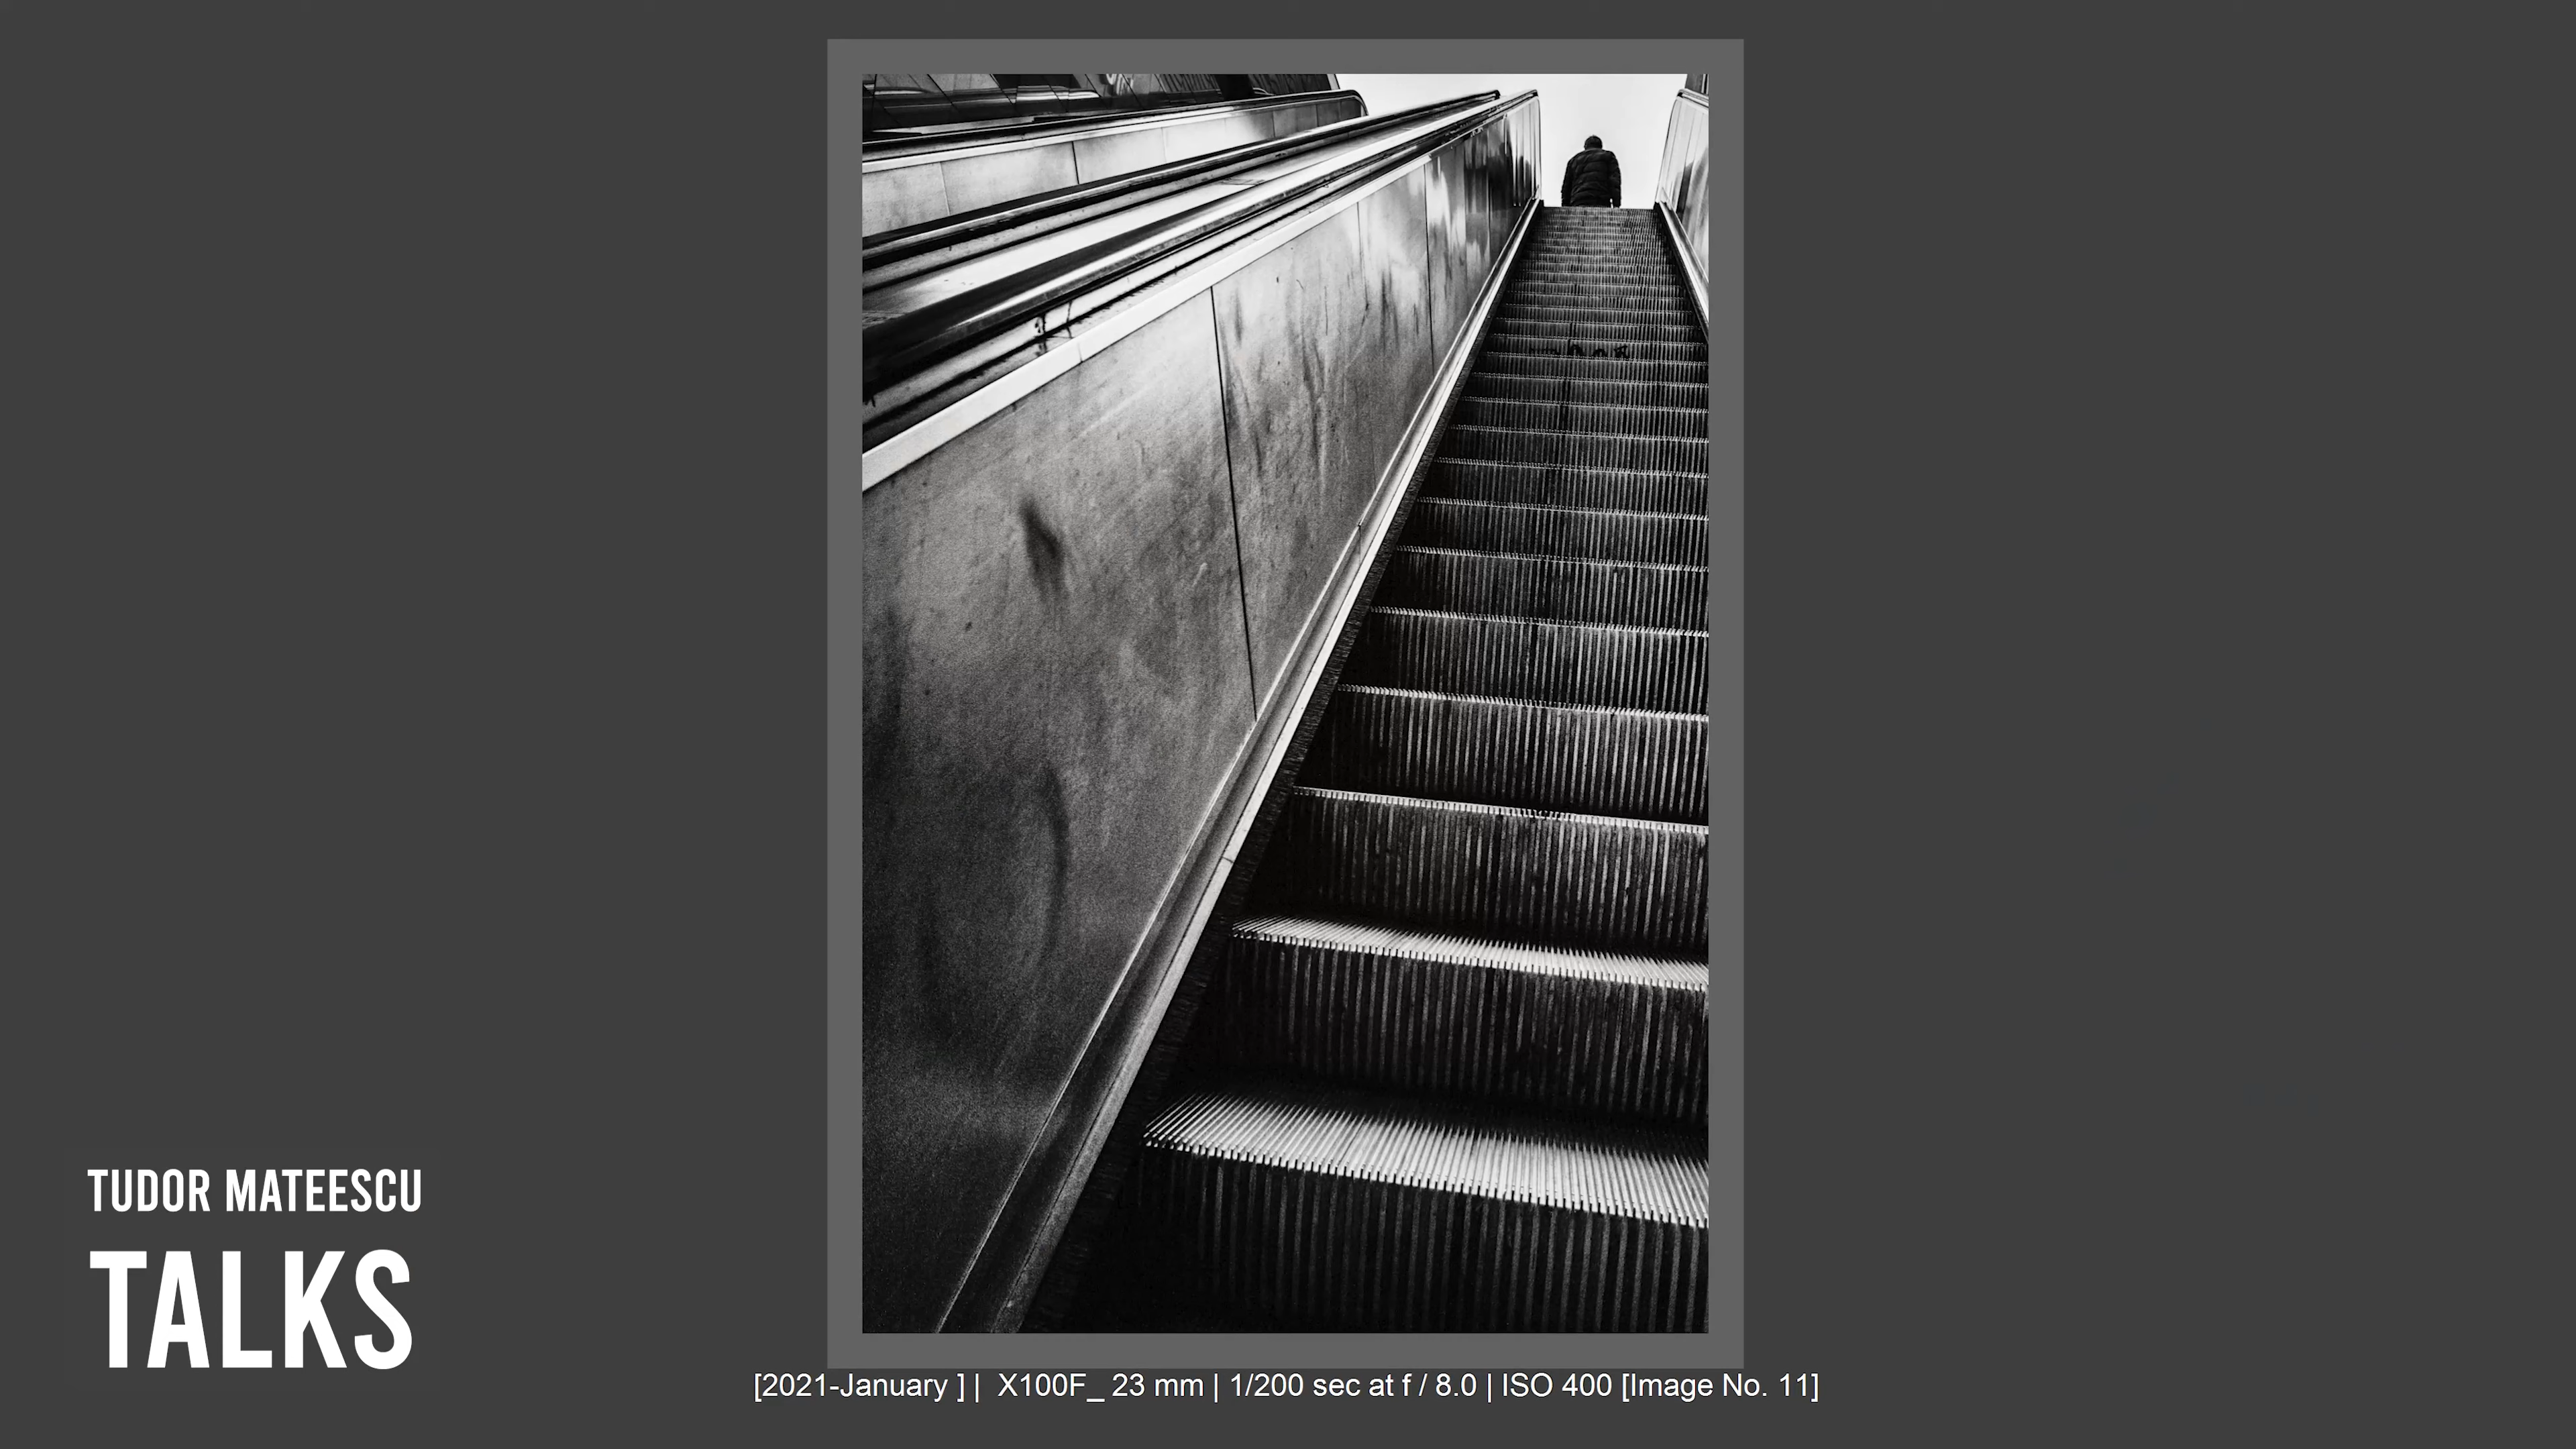 TUDOR MATEESCU
TALKS
[2021-January ] |  X100F_ 23 mm | 1/200 sec at f / 8.0 | ISO 400 [Image No. 11]